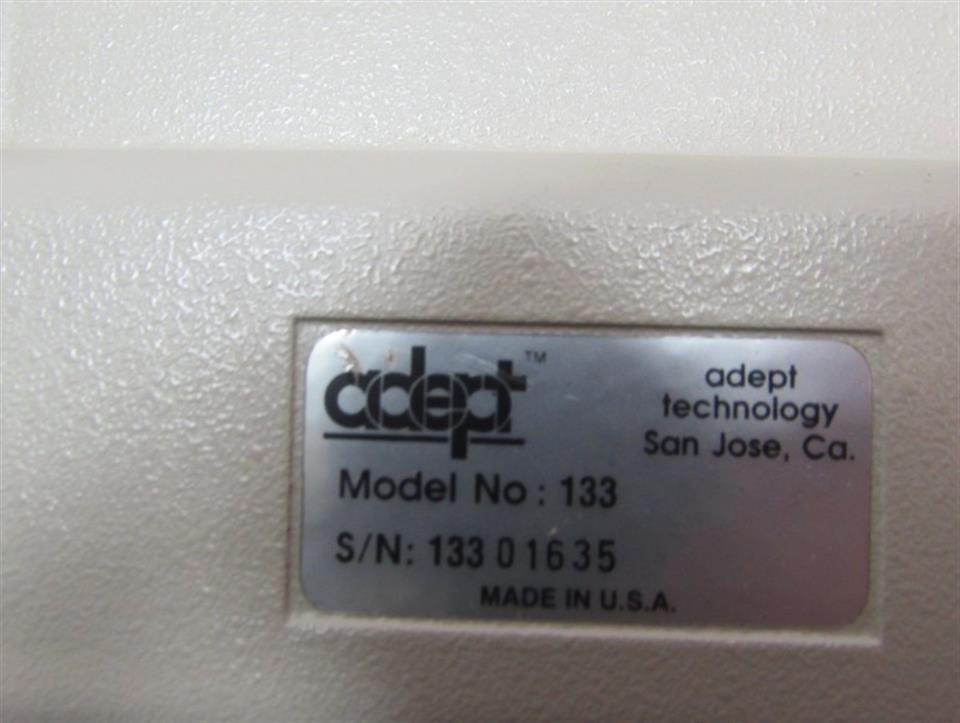 adept™
adept
technology
San Jose, Ca.
Model No : 133
S/N: 133 01635
MADE IN U.S.A.